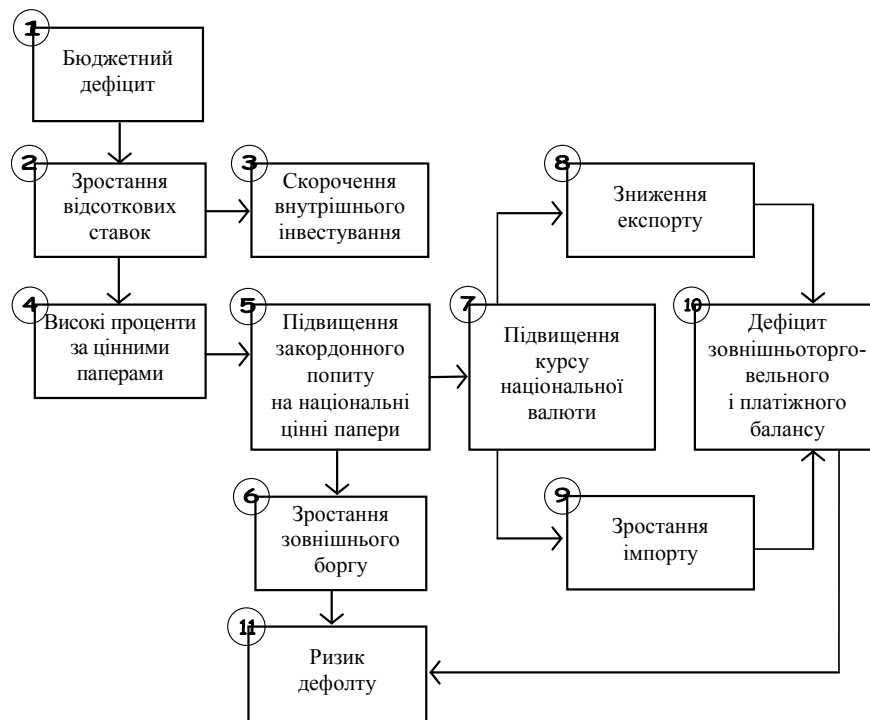 1
Бюджетний
дефіцит
2
Зростання
відсоткових
ставок
3
Скорочення
внутрішнього
інвестування
4
Високі проценти
за цінними
паперами
5
Підвищення
закордонного
попиту
на національні
цінні папери
6
Зростання
зовнішнього
боргу
7
Підвищення
курсу
національної
валюти
8
Зниження
експорту
9
Зростання
імпорту
10
Дефіцит
зовнішньоторго-
вельного
і платіжного
балансу
11
Ризик
дефолту